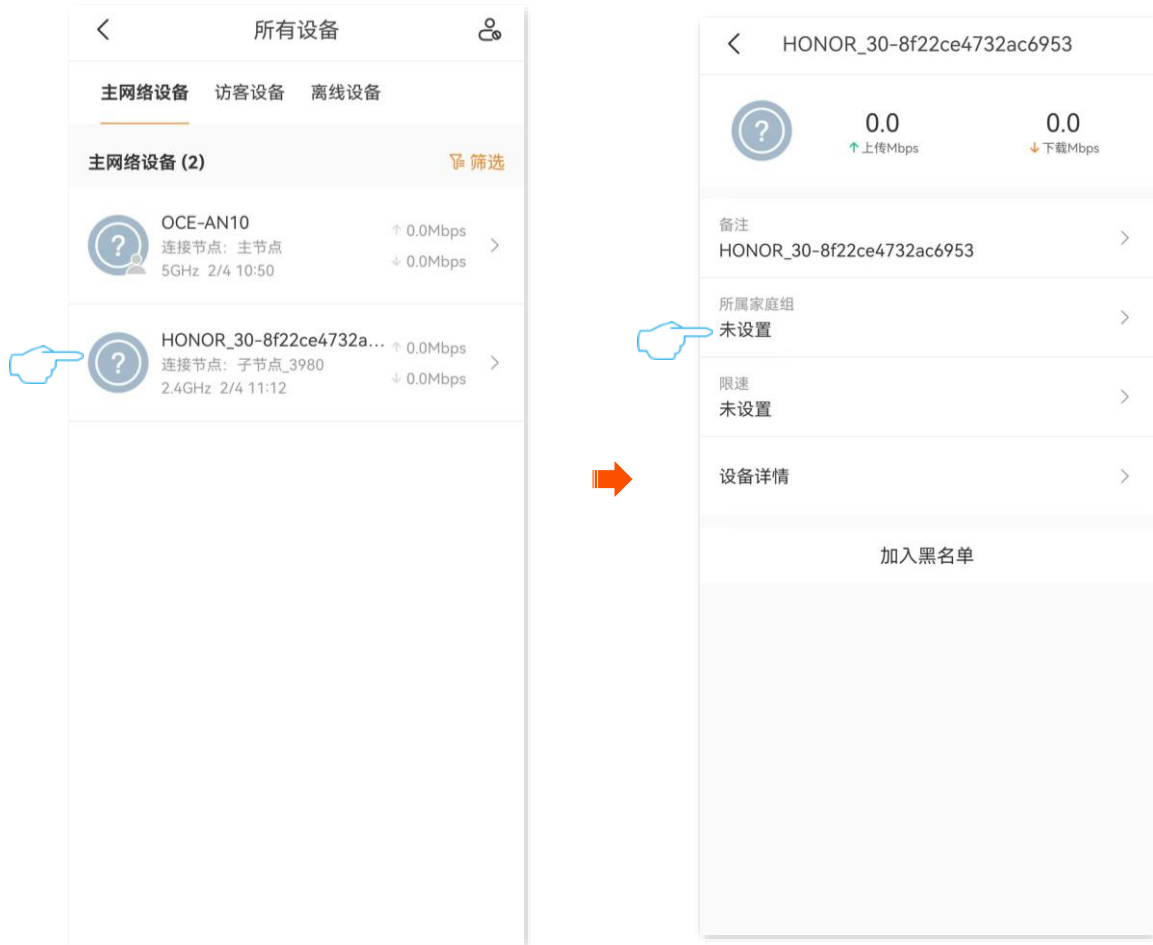 所有设备
主网络设备 访客设备 离线设备
主网络设备 (2)
筛选
OCE-AN10
连接节点：主节点
5GHz 2/4 10:50
↑ 0.0Mbps
↓ 0.0Mbps
HONOR_30-8f22ce4732a...
连接节点：子节点_3980
2.4GHz 2/4 11:12
↑ 0.0Mbps
↓ 0.0Mbps
HONOR_30-8f22ce4732ac6953
0.0
↑上传Mbps
0.0
↓下载Mbps
备注
HONOR_30-8f22ce4732ac6953
所属家庭组
未设置
限速
未设置
设备详情
加入黑名单